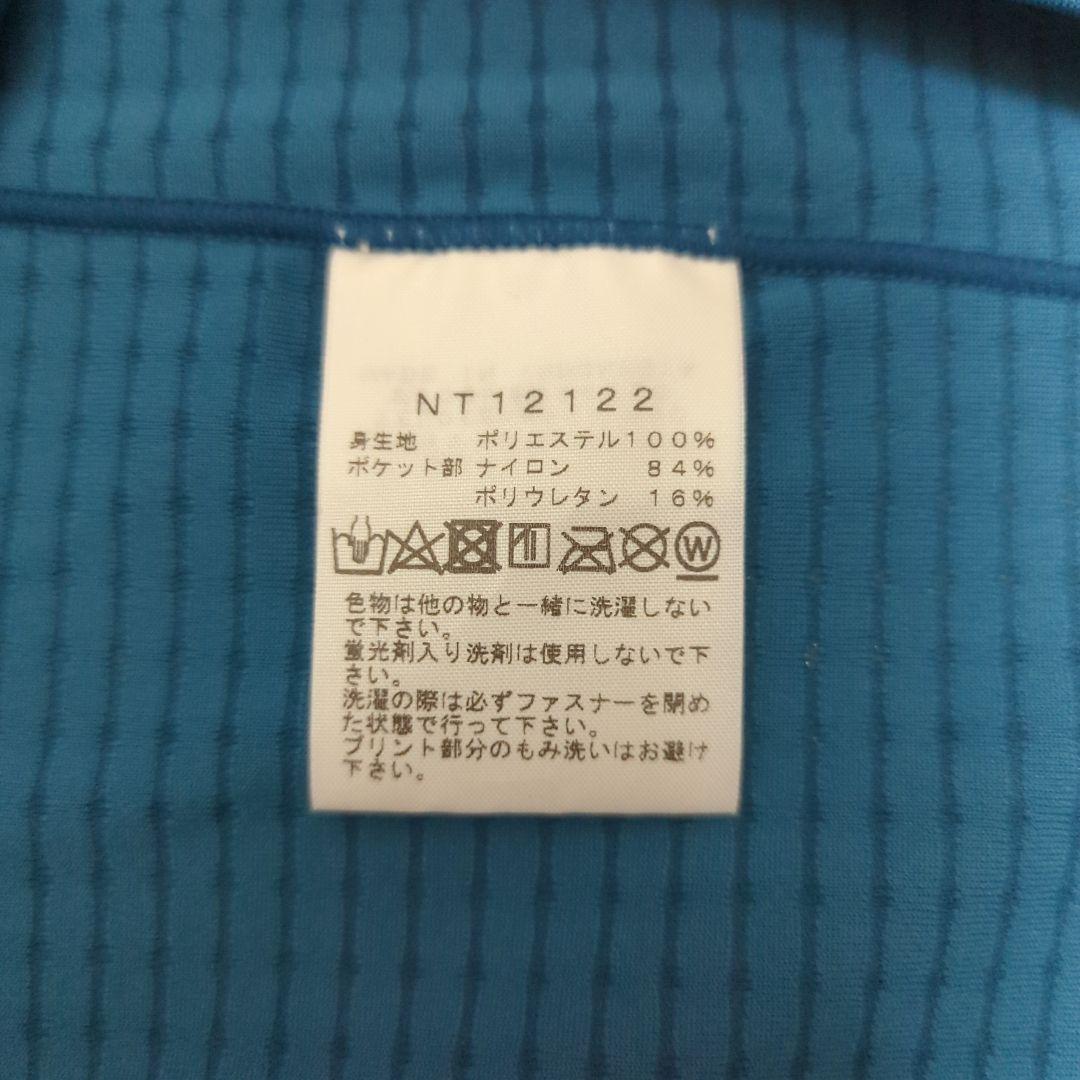 NT12122
身生地 ポリエステル100%
ポケット部 ナイロン 84%
ポリウレタン 16%
W
色物は他の物と一緒に洗濯しない
で下さい。
蛍光剤入り洗剤は使用しないで下
さい。
洗濯の際は必ずファスナーを閉め
た状態で行って下さい。
プリント部分のもみ洗いはお避け
下さい。